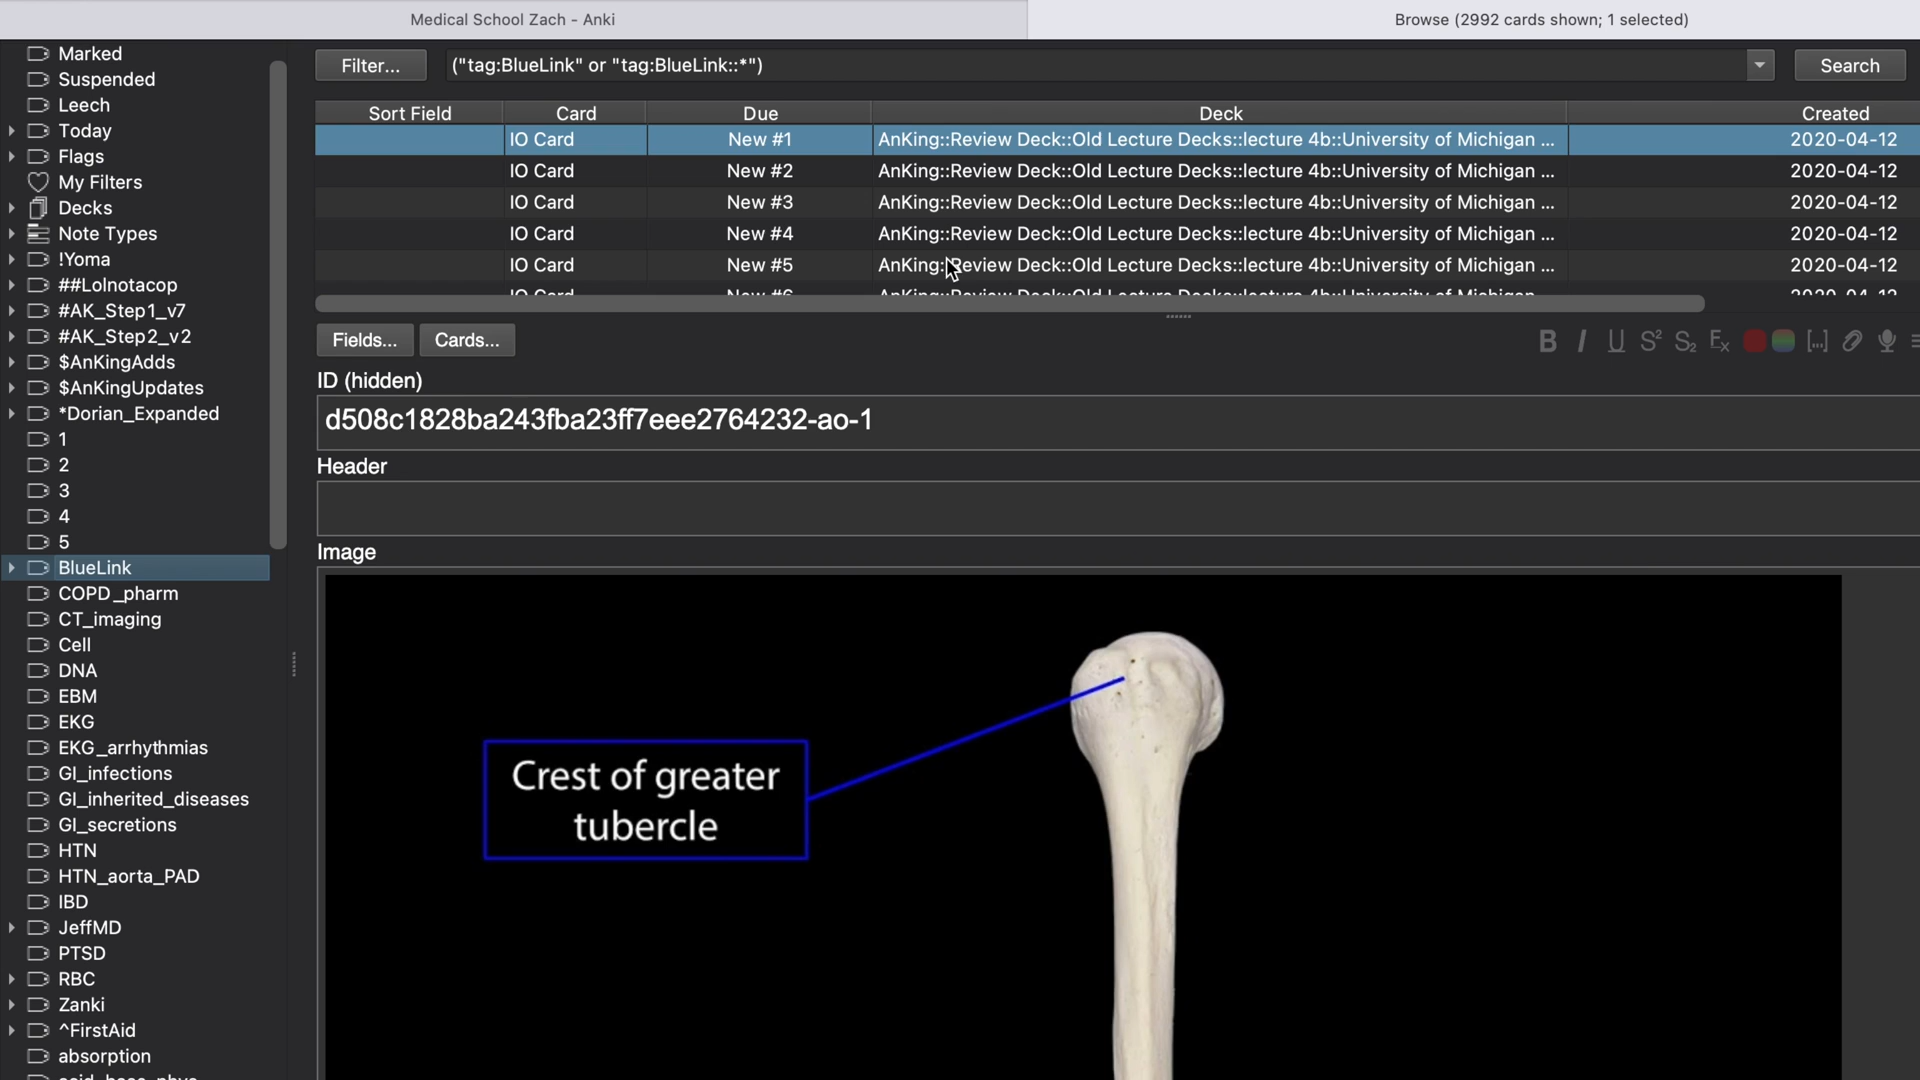 Medical School Zach - Anki
Browse (2992 cards shown; 1 selected)
Marked
Suspended
Leech
Today
Flags
My Filters
Decks
Note Types
!Yoma
##Lolnotacop
#AK_Step1_v7
#AK_Step2_v2
$AnKingAdds
$AnKingUpdates
*Dorian_Expanded
1
2
3
4
5
BlueLink
COPD_pharm
CT_imaging
Cell
DNA
EBM
EKG
EKG_arrhythmias
GI_infections
GI_inherited_diseases
GI_secretions
HTN
HTN_aorta_PAD
IBD
JeffMD
PTSD
RBC
Zanki
^FirstAid
absorption
Filter...
("tag:BlueLink" or "tag:BlueLink::*")
Search
Sort Field Card Due Deck Created
IO Card New #1 AnKing::Review Deck::Old Lecture Decks::lecture 4b::University of Michigan ... 2020-04-12
IO Card New #2 AnKing::Review Deck::Old Lecture Decks::lecture 4b::University of Michigan ... 2020-04-12
IO Card New #3 AnKing::Review Deck::Old Lecture Decks::lecture 4b::University of Michigan ... 2020-04-12
IO Card New #4 AnKing::Review Deck::Old Lecture Decks::lecture 4b::University of Michigan ... 2020-04-12
IO Card New #5 AnKing::Review Deck::Old Lecture Decks::lecture 4b::University of Michigan ... 2020-04-12
Fields... Cards...
B I U S² S₂ Ex [...]
ID (hidden)
d508c1828ba243fba23ff7eee2764232-ao-1
Header
Image
Crest of greater
tubercle